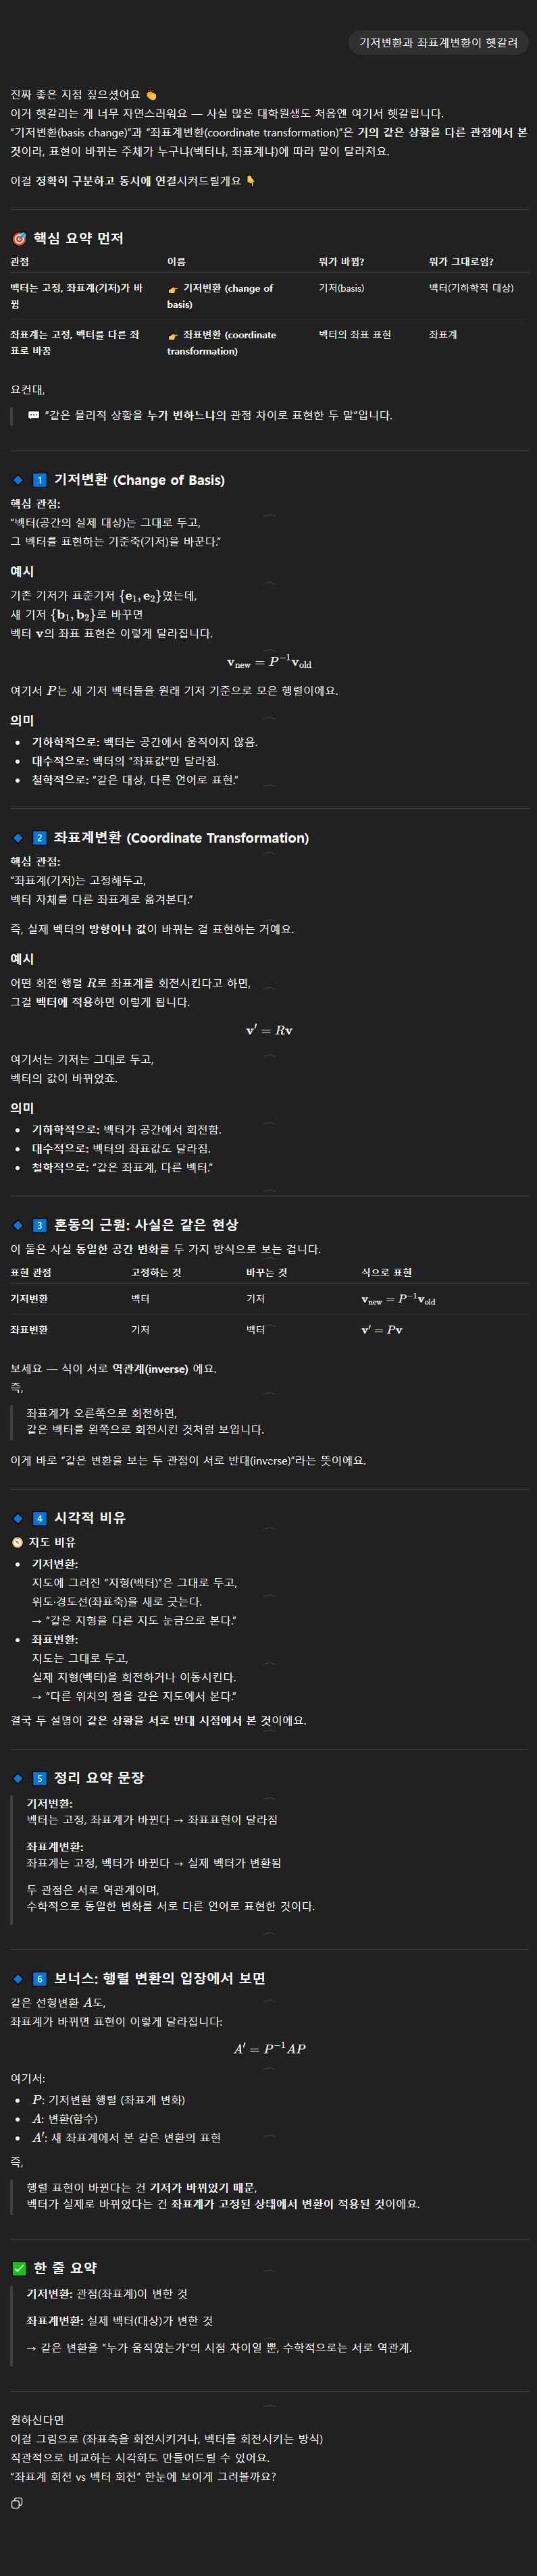 기저변환과 좌표계변환이 헷갈려
진짜 좋은 지점 짚으셨어요 👏
이거 헷갈리는 게 너무 자연스러워요 — 사실 많은 대학원생도 처음엔 여기서 헷갈립니다.
“기저변환(basis change)”과 “좌표계변환(coordinate transformation)”은 거의 같은 상황을 다른 관점에서 본
것이라, 표현이 바뀌는 주체가 누구냐(벡터냐, 좌표계냐)에 따라 말이 달라져요.
이걸 정확히 구분하고 동시에 연결시켜드릴게요 👇
🎯 핵심 요약 먼저
관점 이름 뭐가 바뀜? 뭐가 그대로임?
벡터는 고정, 좌표계(기저)가 바뀜 👉 기저변환 (change of basis) 기저(basis) 벡터(기하학적 대상)
좌표계는 고정, 벡터를 다른 좌표로 바꿈 👉 좌표변환 (coordinate transformation) 벡터의 좌표 표현 좌표계
요컨대,
💬 “같은 물리적 상황을 누가 변하느냐의 관점 차이로 표현한 두 말”입니다.
🔹 1️⃣ 기저변환 (Change of Basis)
핵심 관점:
“벡터(공간의 실제 대상)는 그대로 두고,
그 벡터를 표현하는 기준축(기저)을 바꾼다.”
예시
기존 기저가 표준기저 {e₁, e₂}였는데,
새 기저 {b₁, b₂}로 바꾸면
벡터 v의 좌표 표현은 이렇게 달라집니다.
v_new = P⁻¹v_old
여기서 P는 새 기저 벡터들을 원래 기저 기준으로 모은 행렬이에요.
의미
• 기하학적으로: 벡터는 공간에서 움직이지 않음.
• 대수적으로: 벡터의 “좌표값”만 달라짐.
• 철학적으로: “같은 대상, 다른 언어로 표현.”
🔹 2️⃣ 좌표계변환 (Coordinate Transformation)
핵심 관점:
“좌표계(기저)는 고정해두고,
벡터 자체를 다른 좌표계로 옮겨본다.”
즉, 실제 벡터의 방향이나 값이 바뀌는 걸 표현하는 거예요.
예시
어떤 회전 행렬 R로 좌표계를 회전시킨다고 하면,
그걸 벡터에 적용하면 이렇게 됩니다.
v′ = Rv
여기서는 기저는 그대로 두고,
벡터의 값이 바뀌었죠.
의미
• 기하학적으로: 벡터가 공간에서 회전함.
• 대수적으로: 벡터의 좌표값도 달라짐.
• 철학적으로: “같은 좌표계, 다른 벡터.”
🔹 3️⃣ 혼동의 근원: 사실은 같은 현상
이 둘은 사실 동일한 공간 변화를 두 가지 방식으로 보는 겁니다.
표현 관점 고정하는 것 바꾸는 것 식으로 표현
기저변환 벡터 기저 v_new = P⁻¹v_old
좌표변환 기저 벡터 v′ = Pv
보세요 — 식이 서로 역관계(inverse) 예요.
즉,
좌표계가 오른쪽으로 회전하면,
같은 벡터를 왼쪽으로 회전시킨 것처럼 보입니다.
이게 바로 “같은 변환을 보는 두 관점이 서로 반대(inverse)”라는 뜻이에요.
🔹 4️⃣ 시각적 비유
🧭 지도 비유
• 기저변환:
지도에 그려진 “지형(벡터)”은 그대로 두고,
위도·경도선(좌표축)을 새로 긋는다.
→ “같은 지형을 다른 지도 눈금으로 본다.”
• 좌표변환:
지도는 그대로 두고,
실제 지형(벡터)을 회전하거나 이동시킨다.
→ “다른 위치의 점을 같은 지도에서 본다.”
결국 두 설명이 같은 상황을 서로 반대 시점에서 본 것이에요.
🔹 5️⃣ 정리 요약 문장
기저변환:
벡터는 고정, 좌표계가 바뀐다 → 좌표표현이 달라짐
좌표계변환:
좌표계는 고정, 벡터가 바뀐다 → 실제 벡터가 변환됨
두 관점은 서로 역관계이며,
수학적으로 동일한 변화를 서로 다른 언어로 표현한 것이다.
🔹 6️⃣ 보너스: 행렬 변환의 입장에서 보면
같은 선형변환 A도,
좌표계가 바뀌면 표현이 이렇게 달라집니다:
A′ = P⁻¹AP
여기서:
• P: 기저변환 행렬 (좌표계 변화)
• A: 변환(함수)
• A′: 새 좌표계에서 본 같은 변환의 표현
즉,
행렬 표현이 바뀐다는 건 기저가 바뀌었기 때문,
벡터가 실제로 바뀌었다는 건 좌표계가 고정된 상태에서 변환이 적용된 것이에요.
✅ 한 줄 요약
기저변환: 관점(좌표계)이 변한 것
좌표계변환: 실제 벡터(대상)가 변한 것
→ 같은 변환을 “누가 움직였는가”의 시점 차이일 뿐, 수학적으로는 서로 역관계.
원하신다면
이걸 그림으로 (좌표축을 회전시키거나, 벡터를 회전시키는 방식)
직관적으로 비교하는 시각화도 만들어드릴 수 있어요.
“좌표계 회전 vs 벡터 회전” 한눈에 보이게 그려볼까요?